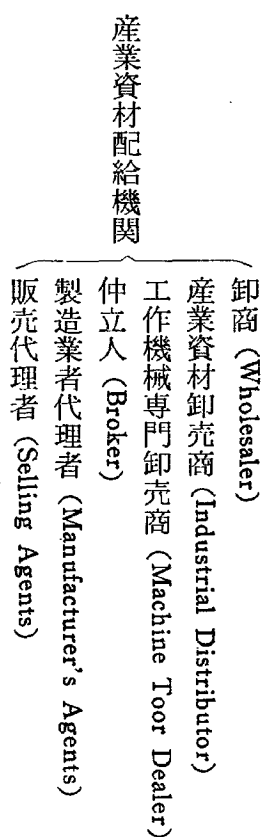 産業資材配給機関
卸商 (Wholesaler)
産業資材卸売商 (Industrial Distributor)
工作機械専門卸売商 (Machine Toor Dealer)
仲立人 (Broker)
製造業者代理者 (Manufacturer's Agents)
販売代理者 (Selling Agents)